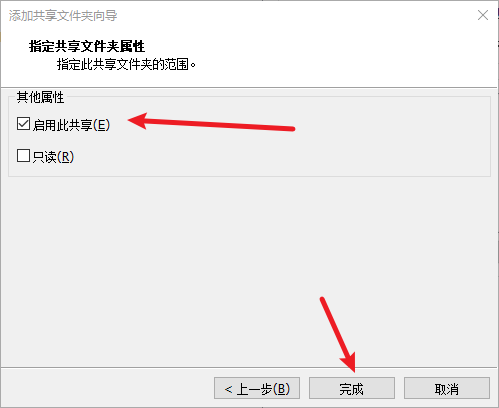 添加共享文件夹向导
指定共享文件夹属性
指定此共享文件夹的范围。
其他属性
启用此共享(E)
只读(R)
< 上一步(B)
完成
取消